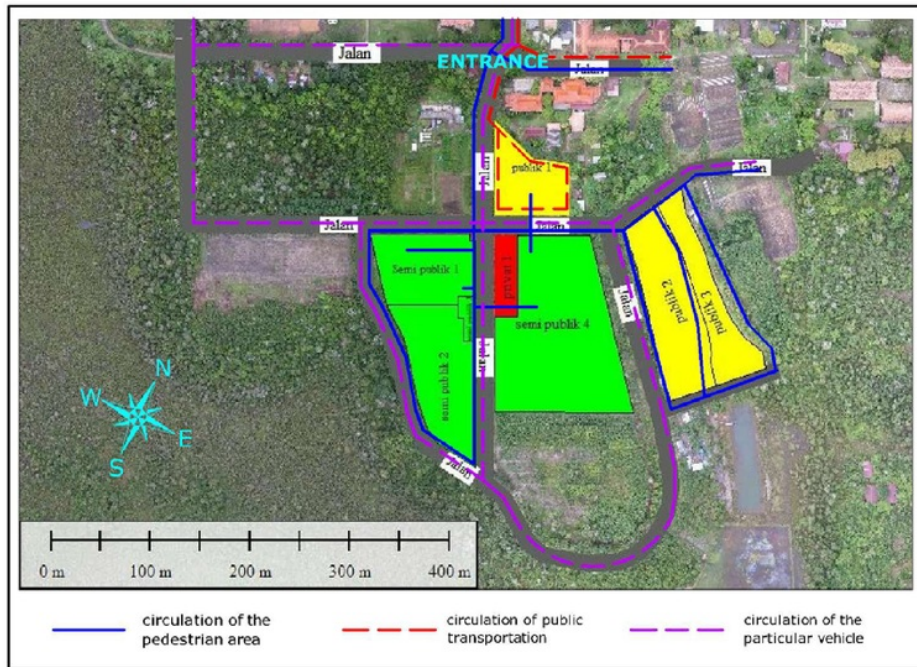 Jalan
ENTRANCE
Jalan
Jalan
publik 1
Jalan
Jalan
Jalan
Semi publik 1
privat 1
publik 2
publik 3
Jalan
semi publik 4
Jalan
semi publik 2
Jalan
N
W
E
S
0 m
100 m
200 m
300 m
400 m
circulation of the
pedestrian area
circulation of public
transportation
circulation of the
particular vehicle